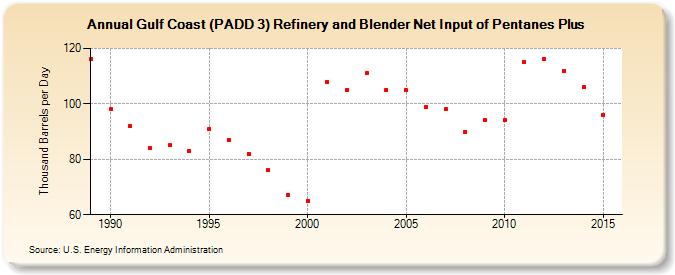 Annual Gulf Coast (PADD 3) Refinery and Blender Net Input of Pentanes Plus
Thousand Barrels per Day
120
100
80
60
1990 1995 2000 2005 2010 2015
Source: U.S. Energy Information Administration